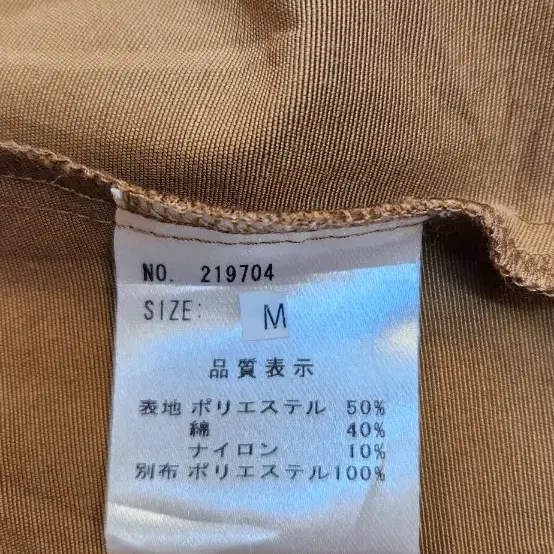 NO. 219704
SIZE: M
品質表示
表地 ポリエステル 50%
綿 40%
ナイロン 10%
別布 ポリエステル100%